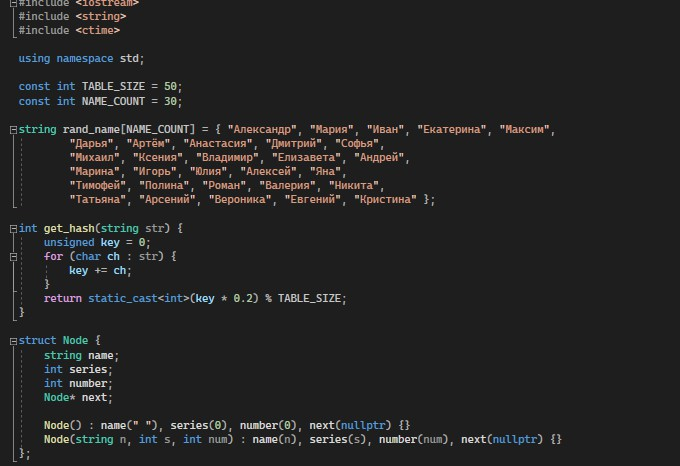 #include <iostream>
#include <string>
#include <ctime>
using namespace std;
const int TABLE_SIZE = 50;
const int NAME_COUNT = 30;
string rand_name[NAME_COUNT] = { "Александр", "Мария", "Иван", "Екатерина", "Максим",
"Дарья", "Артём", "Анастасия", "Дмитрий", "Софья",
"Михаил", "Ксения", "Владимир", "Елизавета", "Андрей",
"Марина", "Игорь", "Юлия", "Алексей", "Яна",
"Тимофей", "Полина", "Роман", "Валерия", "Никита",
"Татьяна", "Арсений", "Вероника", "Евгений", "Кристина" };
int get_hash(string str) {
unsigned key = 0;
for (char ch : str) {
key += ch;
}
return static_cast<int>(key * 0.2) % TABLE_SIZE;
}
struct Node {
string name;
int series;
int number;
Node* next;
Node() : name(" "), series(0), number(0), next(nullptr) {}
Node(string n, int s, int num) : name(n), series(s), number(num), next(nullptr) {}
};